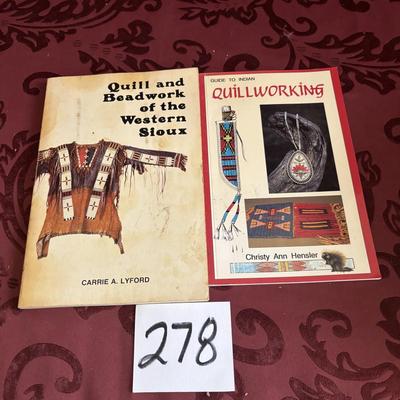 Quill and
Beadwork
of the
Western
Sioux
CARRIE A. LYFORD
GUIDE TO INDIAN
QUILLWORKING
Christy Ann Hensler
278